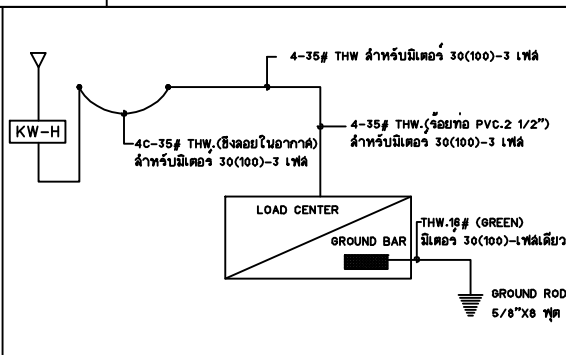 4-35# THW สำหรับมิเตอร์ 30(100)-3 เฟส
KW-H
4C-35# THW.(ขึงลอยในอากาศ)
สำหรับมิเตอร์ 30(100)-3 เฟส
4-35# THW.(ร้อยท่อ PVC.2 1/2")
สำหรับมิเตอร์ 30(100)-3 เฟส
LOAD CENTER
GROUND BAR
THW.16# (GREEN)
มิเตอร์ 30(100)-เฟสเดียว
GROUND ROD
5/8"X8 ฟุต